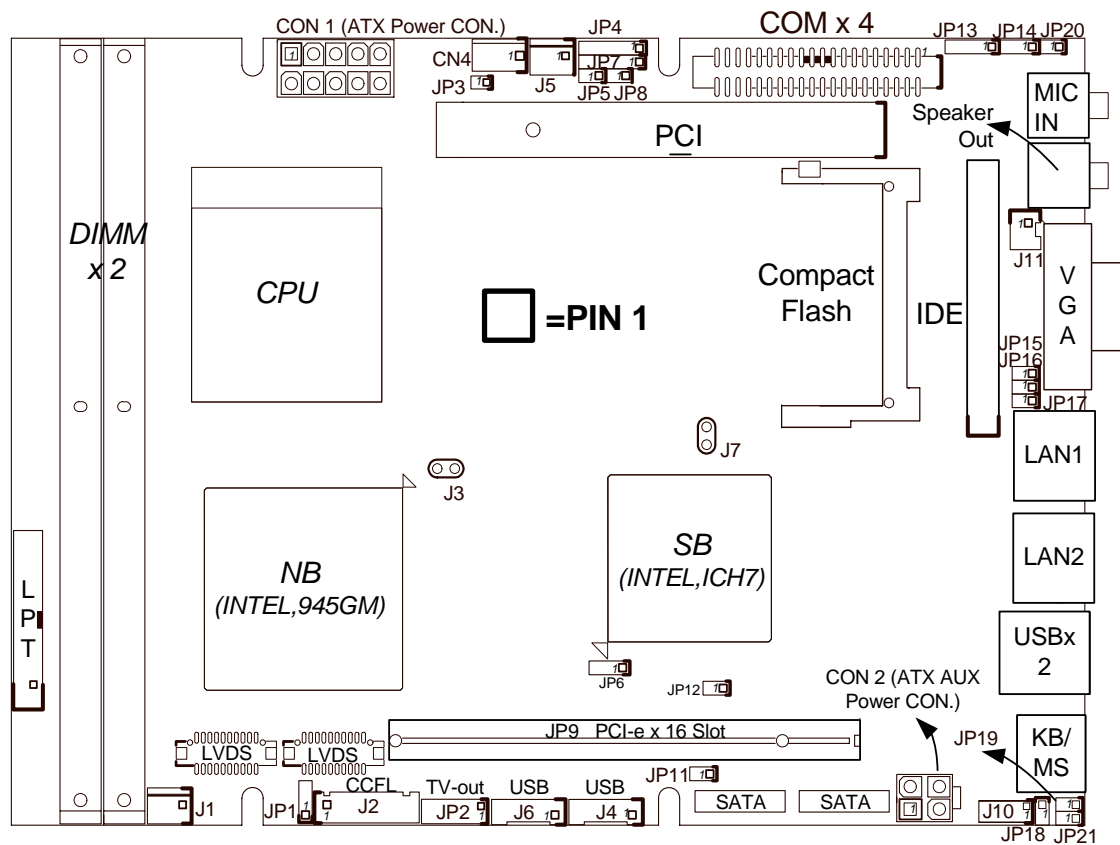 CON 1 (ATX Power CON.)
JP4
COM x 4
JP13
JP14
JP20
CN4
JP7
JP3
J5
JP5
JP8
MIC
IN
PCI
Speaker
Out
DIMM
x 2
J11
CPU
=PIN 1
Compact
Flash
IDE
V
G
A
JP15
JP16
JP17
LAN1
J7
J3
LAN2
NB
(INTEL,945GM)
SB
(INTEL,ICH7)
L
P
T
USBx
2
JP6
JP12
CON 2 (ATX AUX
Power CON.)
JP9 PCI-e x 16 Slot
LVDS
LVDS
JP19
KB/
MS
JP11
CCFL
TV-out
USB
USB
J1
JP1
J2
JP2
J6
J4
SATA
SATA
J10
JP18
JP21